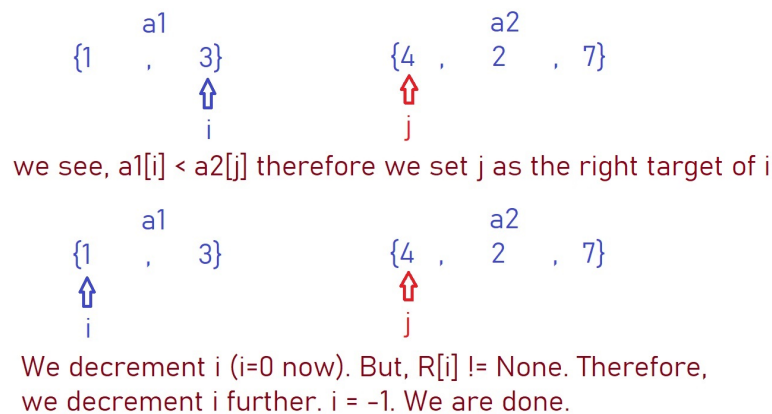 a1 a2
{1 , 3} {4 , 2 , 7}
i j
we see, a1[i] < a2[j] therefore we set j as the right target of i
a1 a2
{1 , 3} {4 , 2 , 7}
i j
We decrement i (i=0 now). But, R[i] != None. Therefore,
we decrement i further. i = -1. We are done.